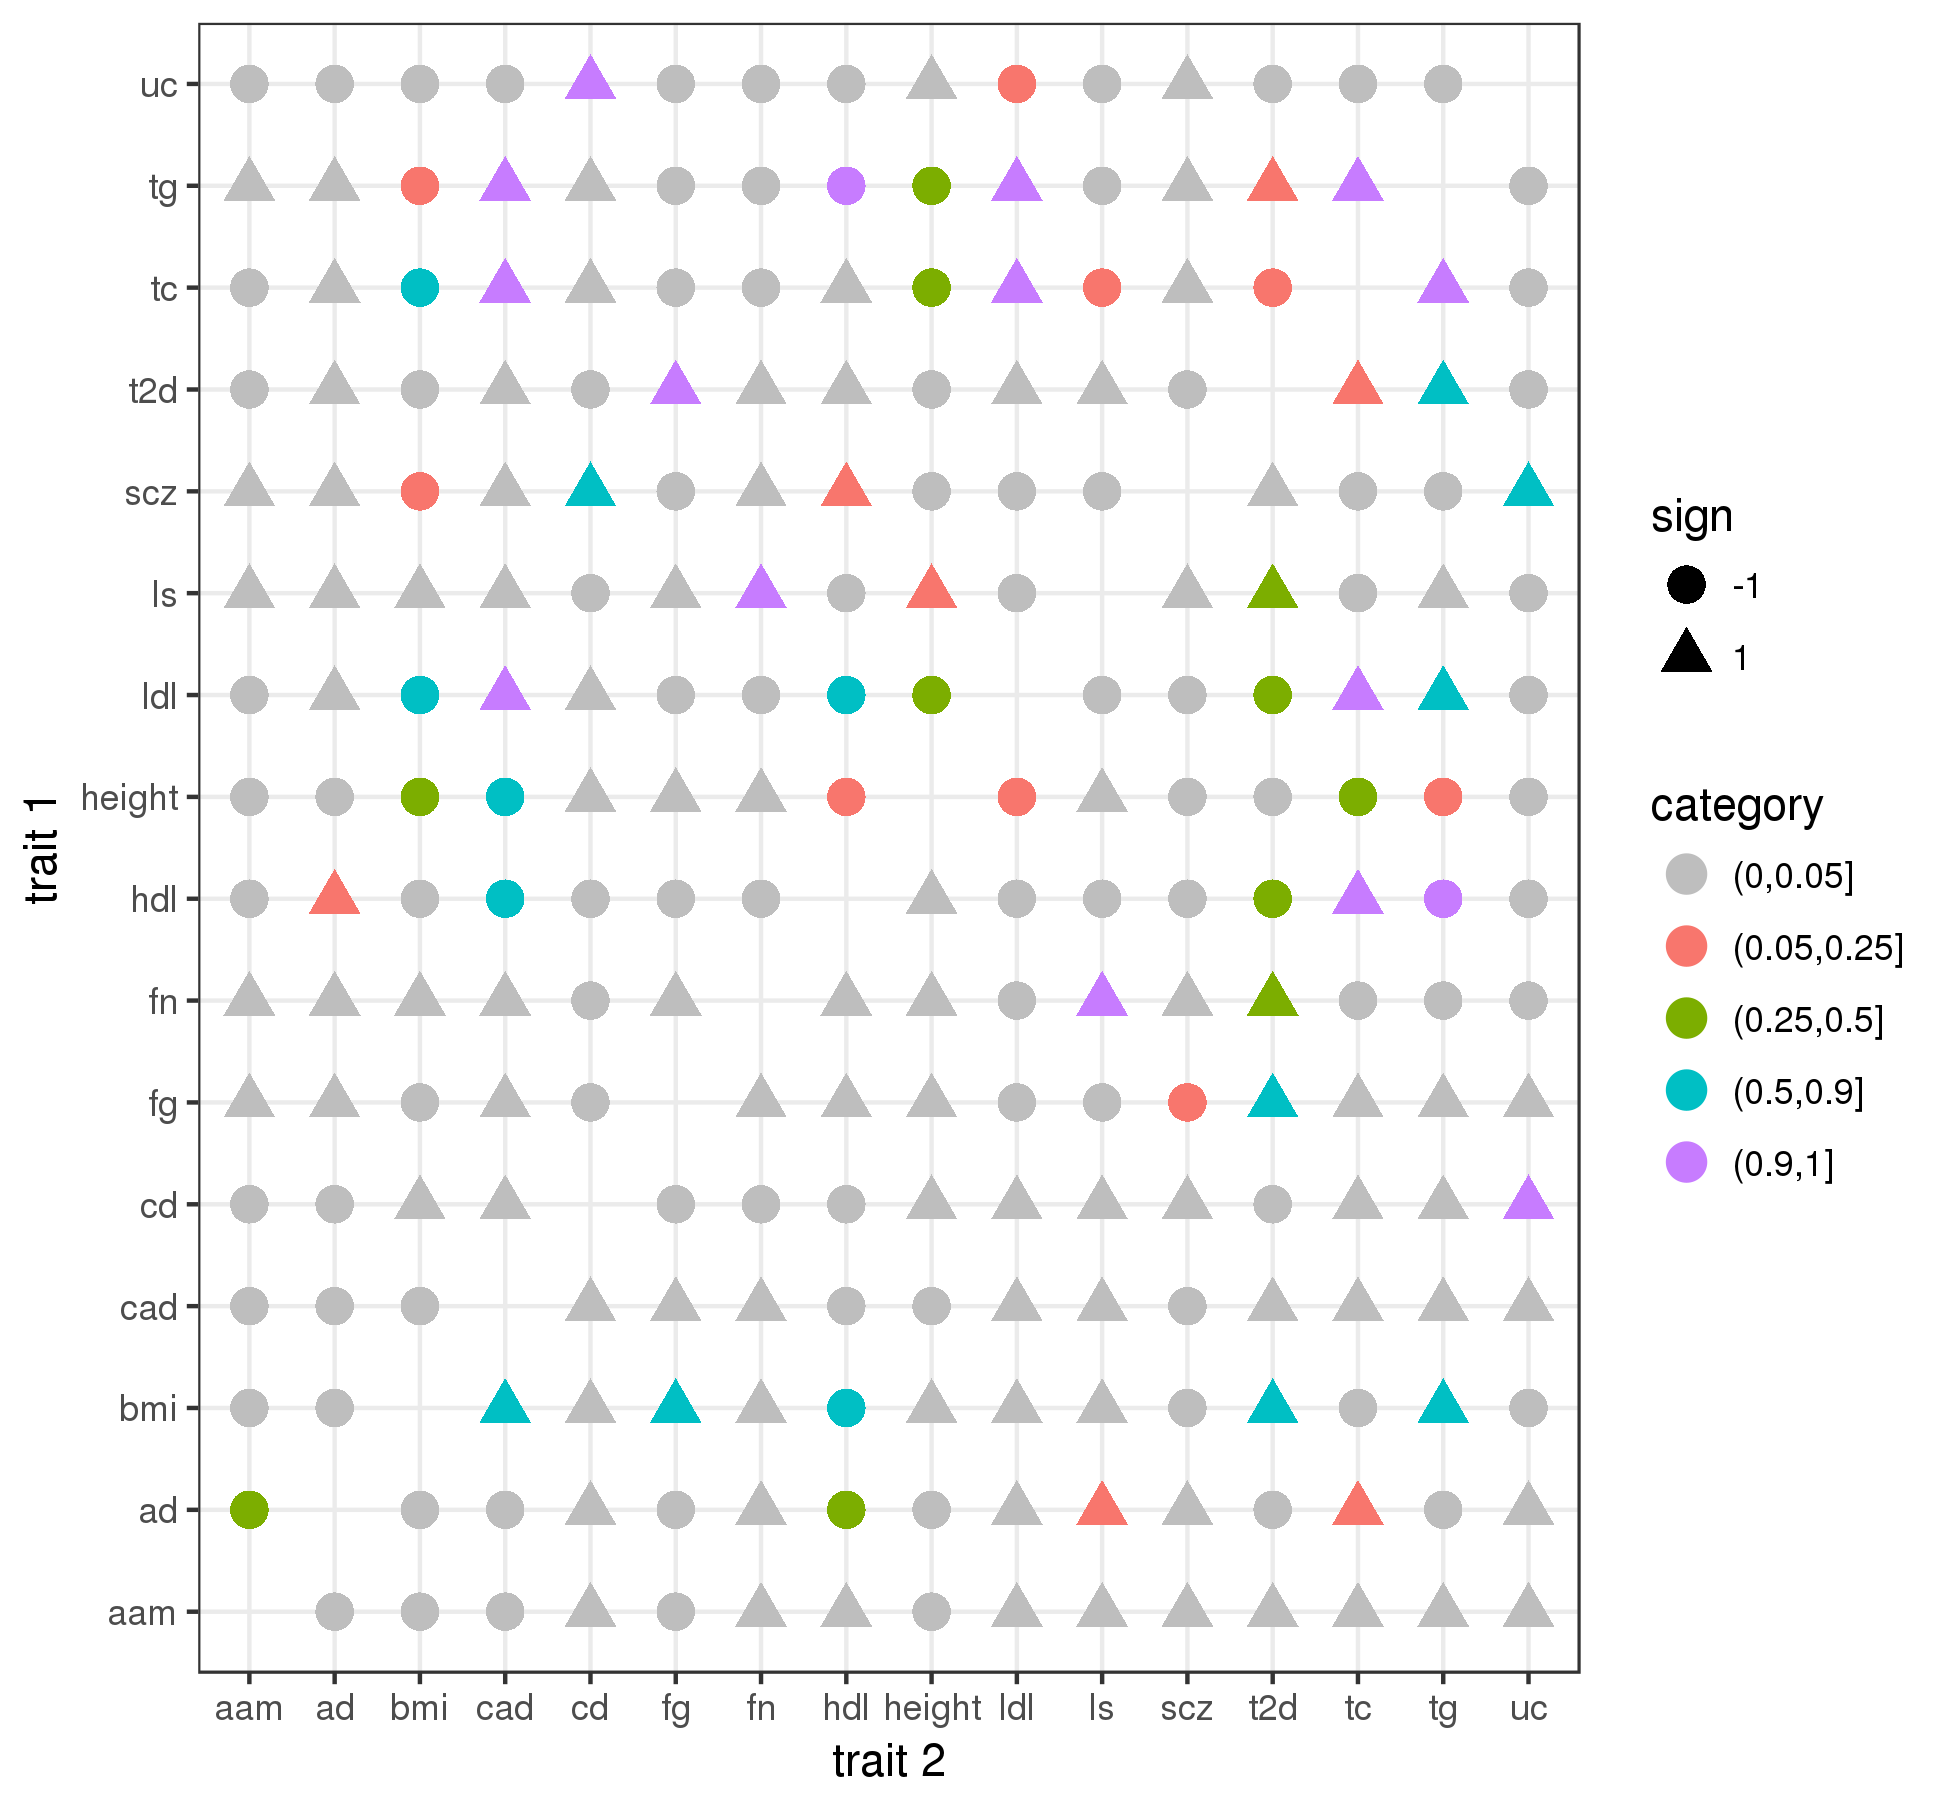 uc
tg
tc
t2d
scz
ls
ldl
height
hdl
fn
fg
cd
cad
bmi
ad
aam
trait 1
aam ad bmi cad cd fg fn hdl height ldl ls scz t2d tc tg uc
trait 2
sign
-1
1
category
(0,0.05]
(0.05,0.25]
(0.25,0.5]
(0.5,0.9]
(0.9,1]